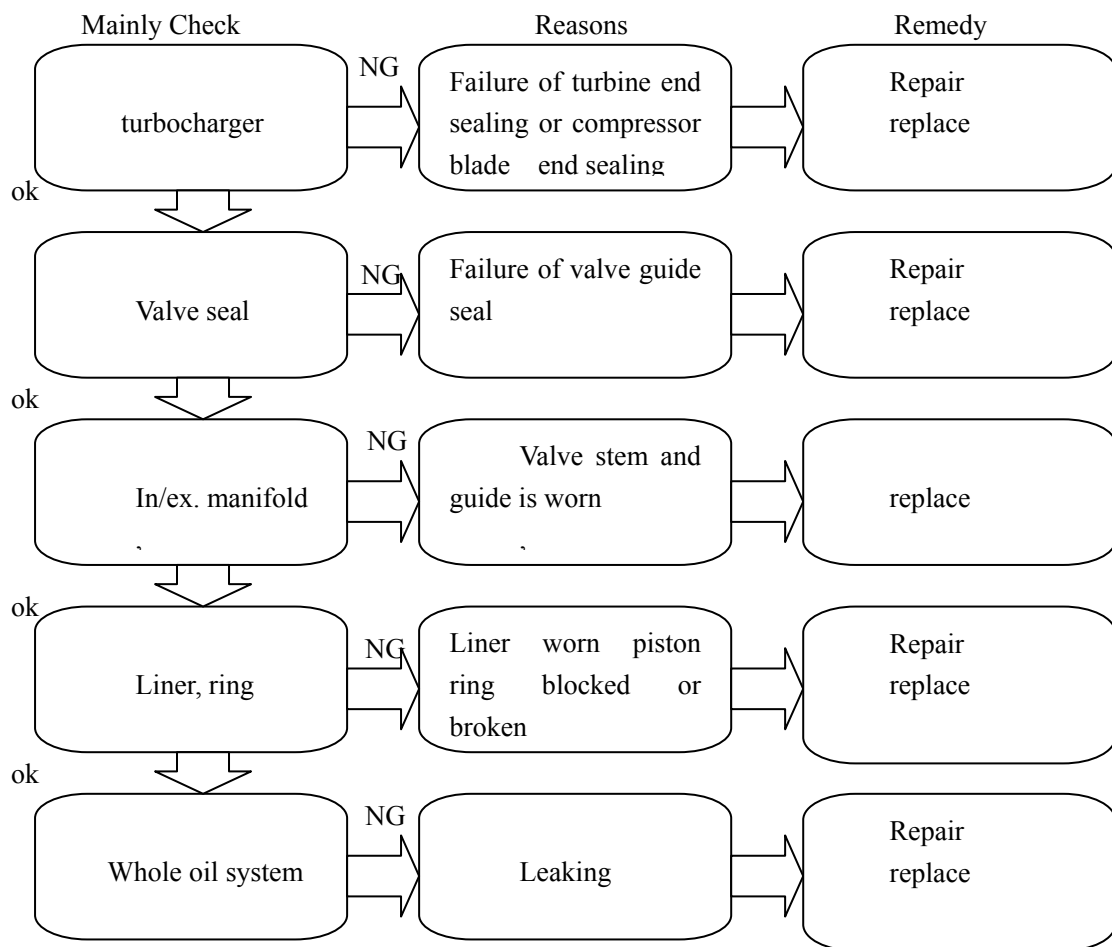 Mainly Check Reasons Remedy
NG
turbocharger
Failure of turbine end
sealing or compressor
blade end sealing
Repair
replace
ok
NG
Valve seal
Failure of valve guide
seal
Repair
replace
ok
NG
In/ex. manifold
Valve stem and
guide is worn
replace
ok
NG
Liner, ring
Liner worn piston
ring blocked or
broken
Repair
replace
ok
NG
Whole oil system
Leaking
Repair
replace